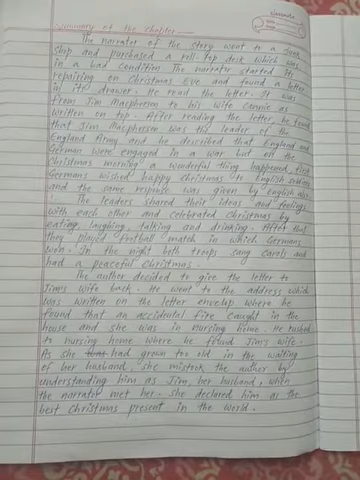 classmate
Date
Page
Summary of the chapter
The narrator of the story went to a junk
shop and purchased a roll-top desk which was
in a bad condition. The narrator started its
repairing on Christmas Eve and found a letter
in its drawer. He read the letter. It was
from Jim Macpherson to his wife Connie as
written on top. After reading the letter, he found
that Jim Macpherson was the leader of the
England Army and he described that England and
German were engaged in a war but on the
Christmas morning a wonderful thing happened, first
Germans wished happy christmas to English soldiers
and the same response was given by english
The leaders shared their ideas and feelings
with each other and celebrated Christmas by
eating, laughing, talking and drinking. After that
they played football match in which Germans
won. In the night both troops sang carols and
had a peaceful Christmas.
The author decided to give the letter to
Jim's wife back. He went to the address which
was written on the letter envelop where he
found that an accidental fire caught in the
house and she was in nursing home. He rushed
to nursing home where he found Jim's wife.
As she had grown too old in the waiting
of her husband, she mistook the author by
understanding him as Jim, her husband, when
the narrator met her. She declared him as the
best Christmas present in the world.